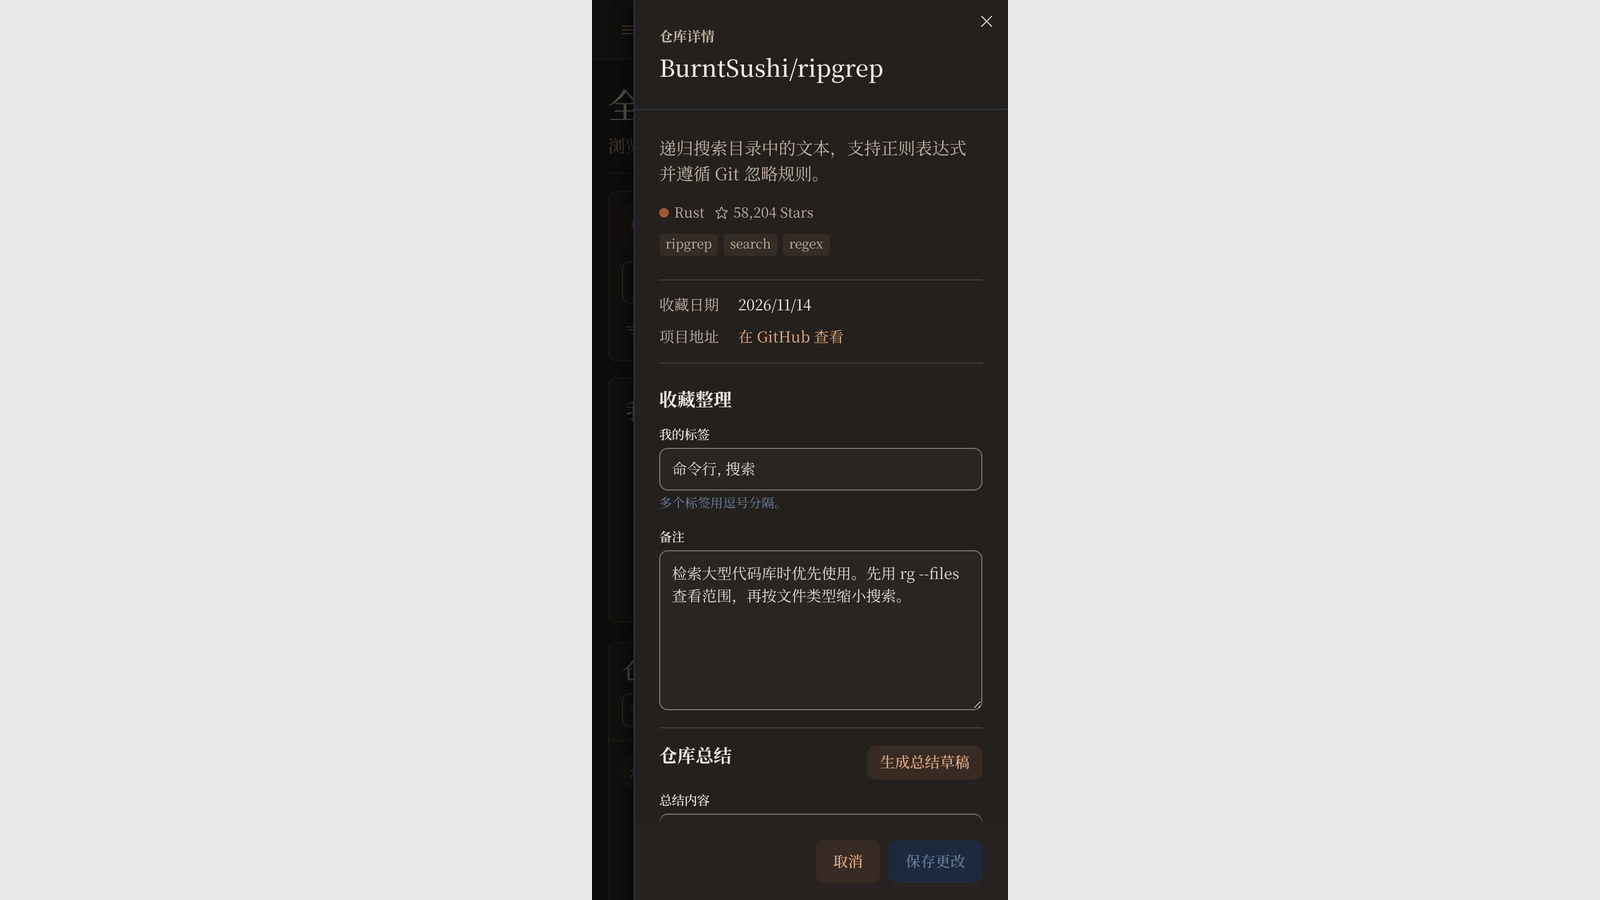 仓库详情
BurntSushi/ripgrep
递归搜索目录中的文本，支持正则表达式
并遵循 Git 忽略规则。
Rust 58,204 Stars
ripgrep search regex
收藏日期 2026/11/14
项目地址 在 GitHub 查看
收藏整理
我的标签
命令行, 搜索
多个标签用逗号分隔。
备注
检索大型代码库时优先使用。先用 rg --files
查看范围，再按文件类型缩小搜索。
仓库总结 生成总结草稿
总结内容
取消 保存更改
全
浏